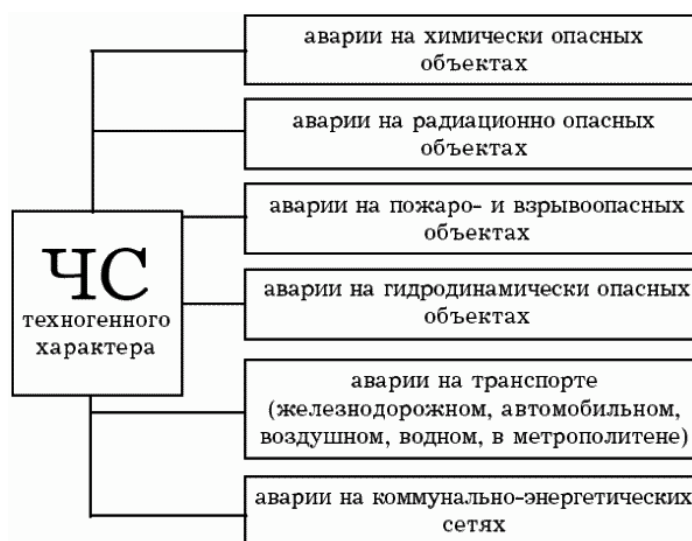 аварии на химически опасных
объектах
аварии на радиационно опасных
объектах
аварии на пожаро- и взрывоопасных
объектах
ЧС
техногенного
характера
аварии на гидродинамически опасных
объектах
аварии на транспорте
(железнодорожном, автомобильном,
воздушном, водном, в метрополитене)
аварии на коммунально-энергетических
сетях